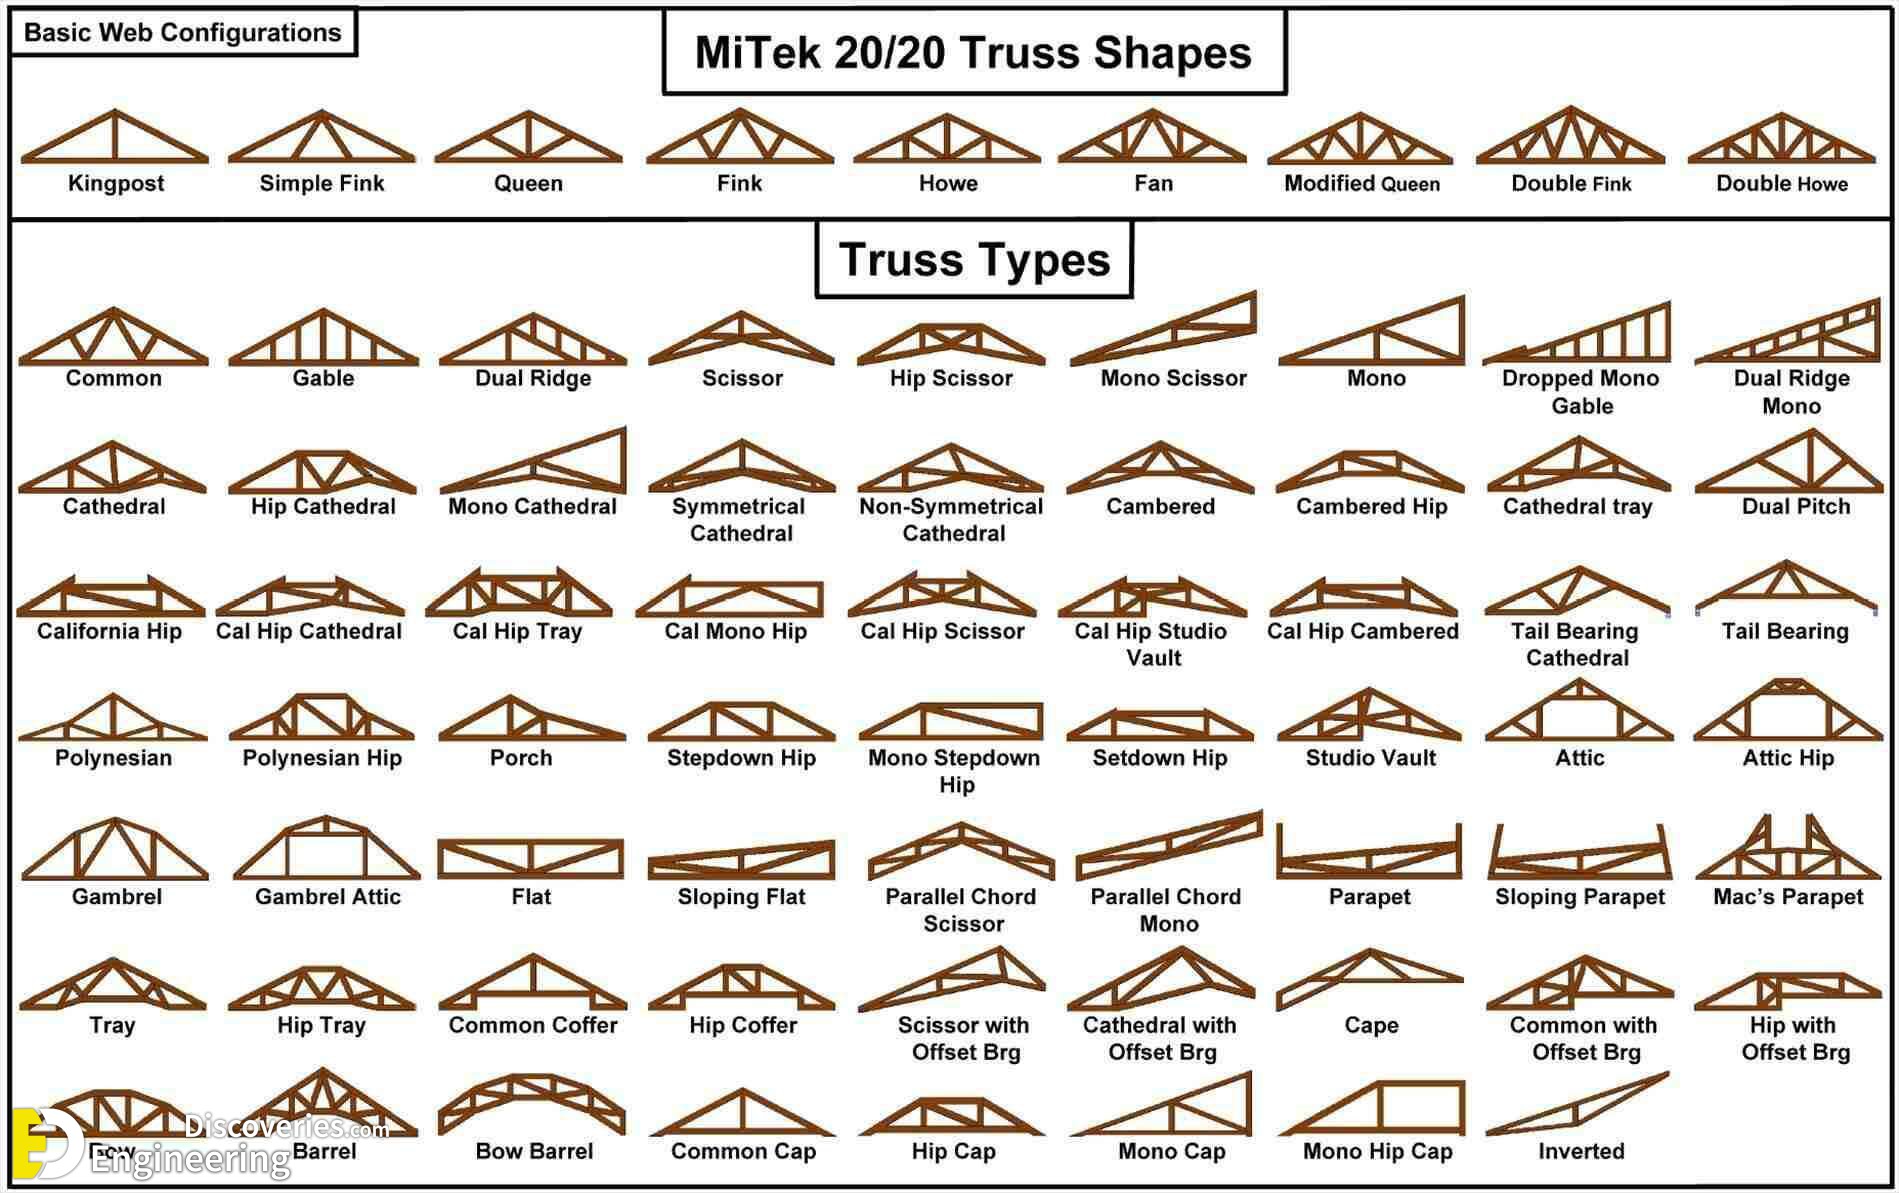 Basic Web Configurations
MiTek 20/20 Truss Shapes
Kingpost
Simple Fink
Queen
Fink
Howe
Fan
Modified Queen
Double Fink
Double Howe
Truss Types
Common
Gable
Dual Ridge
Scissor
Hip Scissor
Mono Scissor
Mono
Dropped Mono
Gable
Dual Ridge
Mono
Cathedral
Hip Cathedral
Mono Cathedral
Symmetrical
Cathedral
Non-Symmetrical
Cathedral
Cambered
Cambered Hip
Cathedral tray
Dual Pitch
California Hip
Cal Hip Cathedral
Cal Hip Tray
Cal Mono Hip
Cal Hip Scissor
Cal Hip Studio
Vault
Cal Hip Cambered
Tail Bearing
Cathedral
Tail Bearing
Polynesian
Polynesian Hip
Porch
Stepdown Hip
Mono Stepdown
Hip
Setdown Hip
Studio Vault
Attic
Attic Hip
Gambrel
Gambrel Attic
Flat
Sloping Flat
Parallel Chord
Scissor
Parallel Chord
Mono
Parapet
Sloping Parapet
Mac's Parapet
Tray
Hip Tray
Common Coffer
Hip Coffer
Scissor with
Offset Brg
Cathedral with
Offset Brg
Cape
Common with
Offset Brg
Hip with
Offset Brg
Bow
Barrel
Bow Barrel
Common Cap
Hip Cap
Mono Cap
Mono Hip Cap
Inverted
ED
Discoveries.com
Engineering